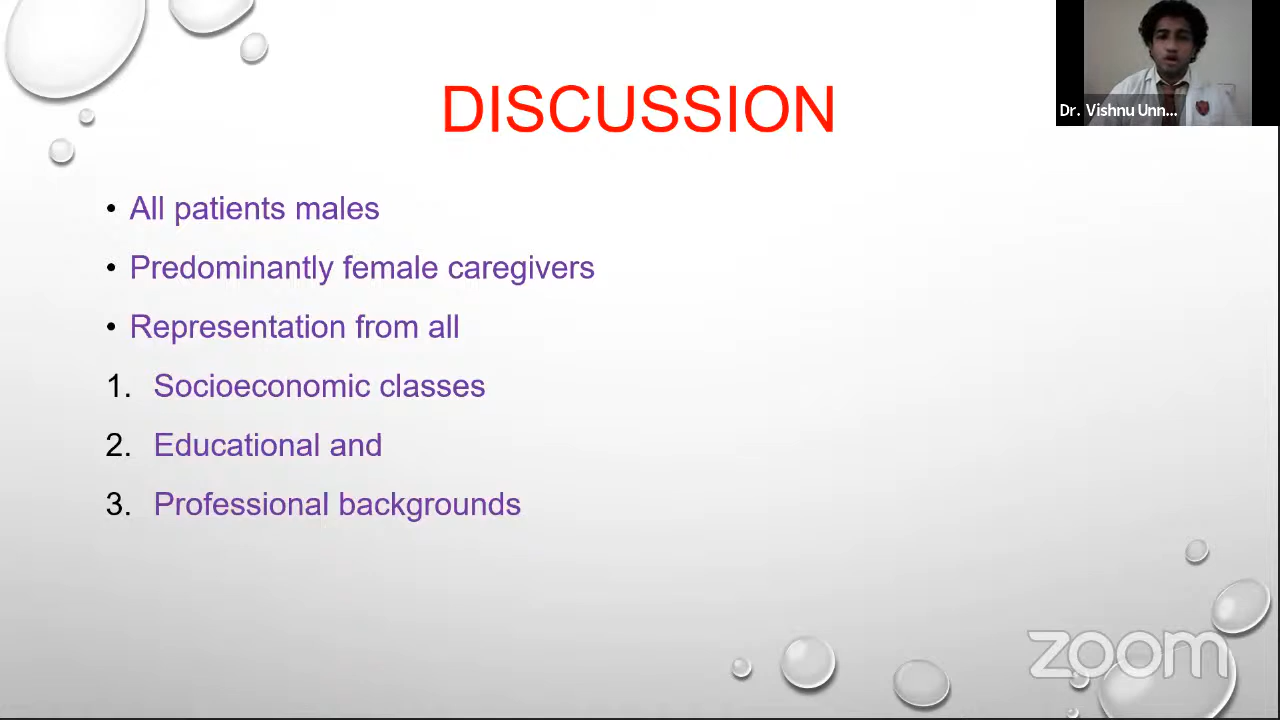 DISCUSSION
Dr. Vishnu Unn...
• All patients males
• Predominantly female caregivers
• Representation from all
1. Socioeconomic classes
2. Educational and
3. Professional backgrounds
zoom